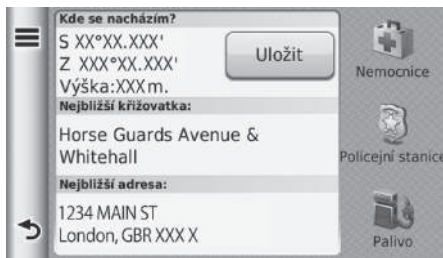 Kde se nacházím?
S XX°XX.XXX'
Z XXX°XX.XXX'
Výška:XXXm.
Uložit
Nejbližší křižovatka:
Horse Guards Avenue &
Whitehall
Nejbližší adresa:
1234 MAIN ST
London, GBR XXX X
Nemocnice
Policejní stanice
Palivo